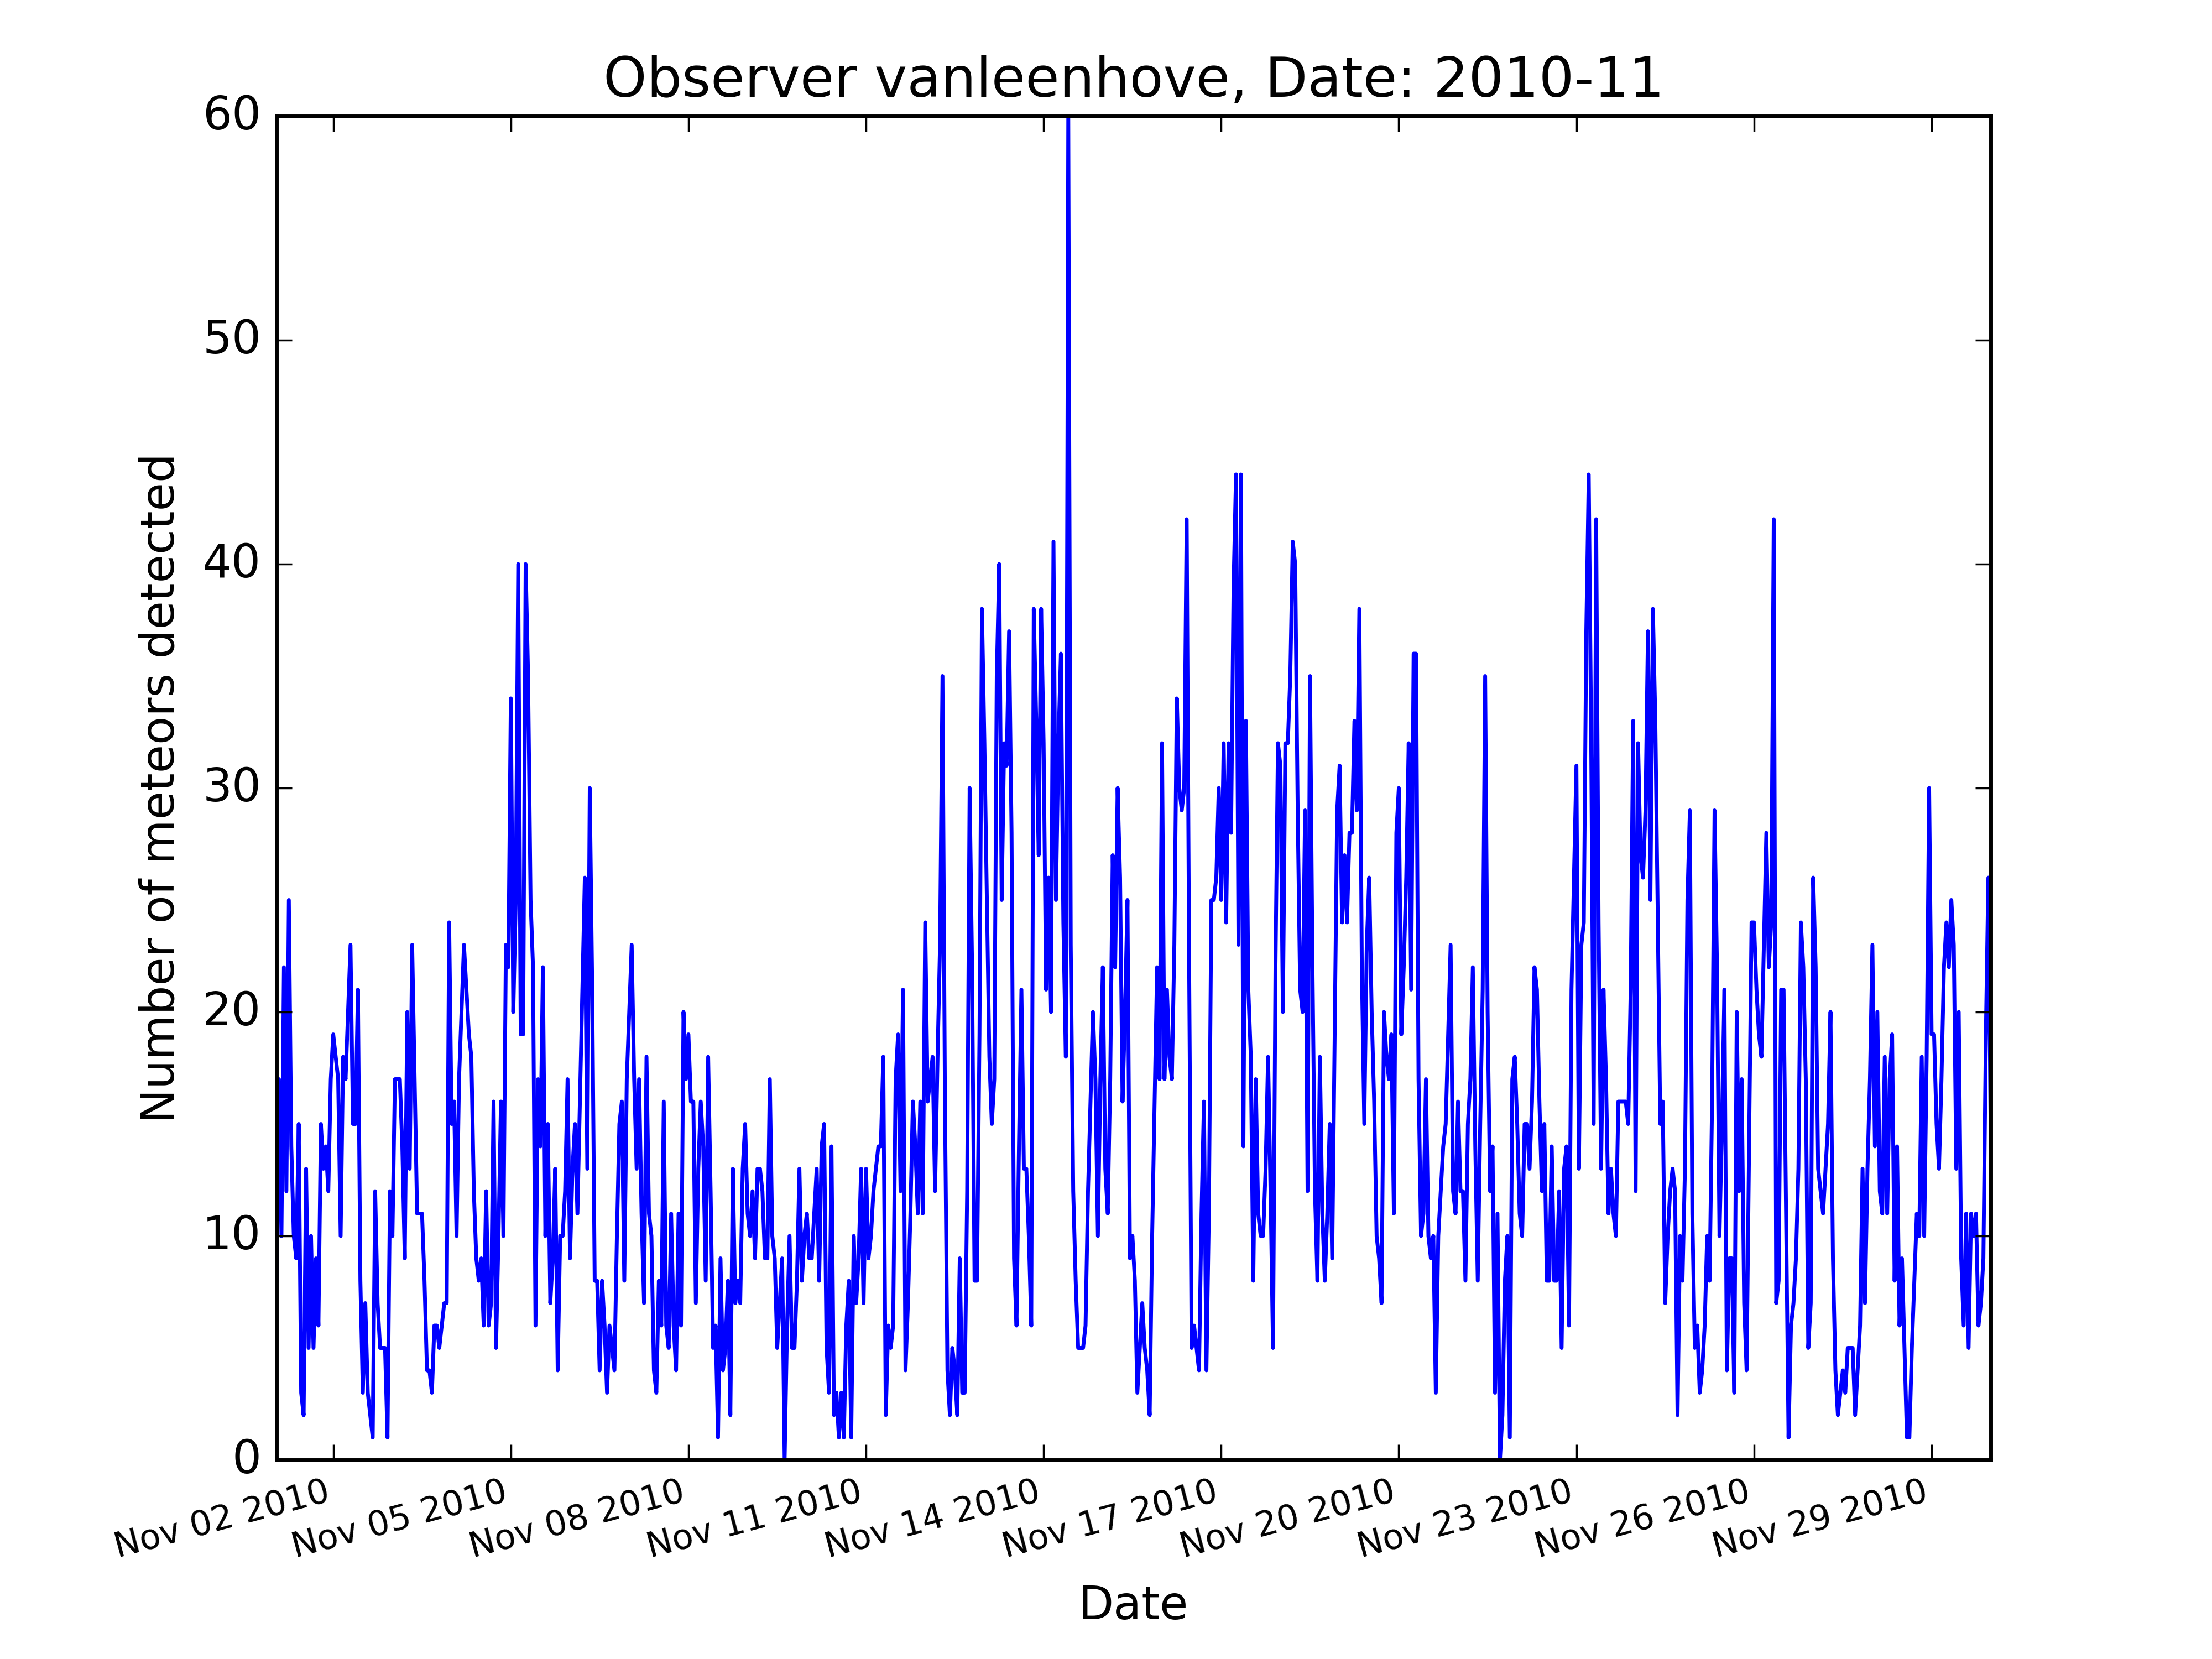 Observer vanleenhove, Date: 2010-11
60
50
40
30
20
10
0
Number of meteors detected
Nov 02 2010
Nov 05 2010
Nov 08 2010
Nov 11 2010
Nov 14 2010
Nov 17 2010
Nov 20 2010
Nov 23 2010
Nov 26 2010
Nov 29 2010
Date